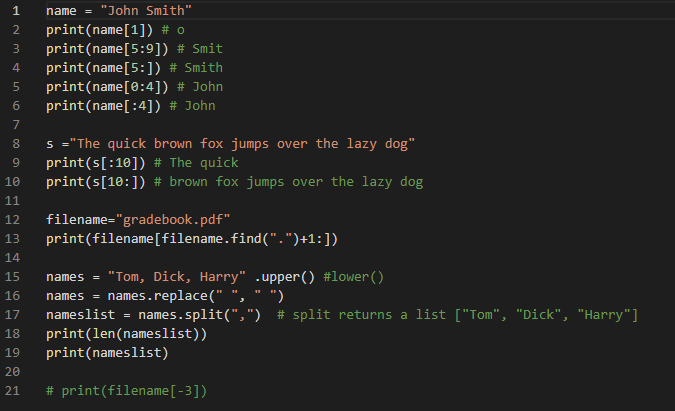 1 name = "John Smith"
2 print(name[1]) # o
3 print(name[5:9]) # Smit
4 print(name[5:]) # Smith
5 print(name[0:4]) # John
6 print(name[:4]) # John
7
8 s ="The quick brown fox jumps over the lazy dog"
9 print(s[:10]) # The quick
10 print(s[10:]) # brown fox jumps over the lazy dog
11
12 filename="gradebook.pdf"
13 print(filename[filename.find(".")+1:])
14
15 names = "Tom, Dick, Harry" .upper() #lower()
16 names = names.replace(" ", " ")
17 nameslist = names.split(",")  # split returns a list ["Tom", "Dick", "Harry"]
18 print(len(nameslist))
19 print(nameslist)
20
21 # print(filename[-3])